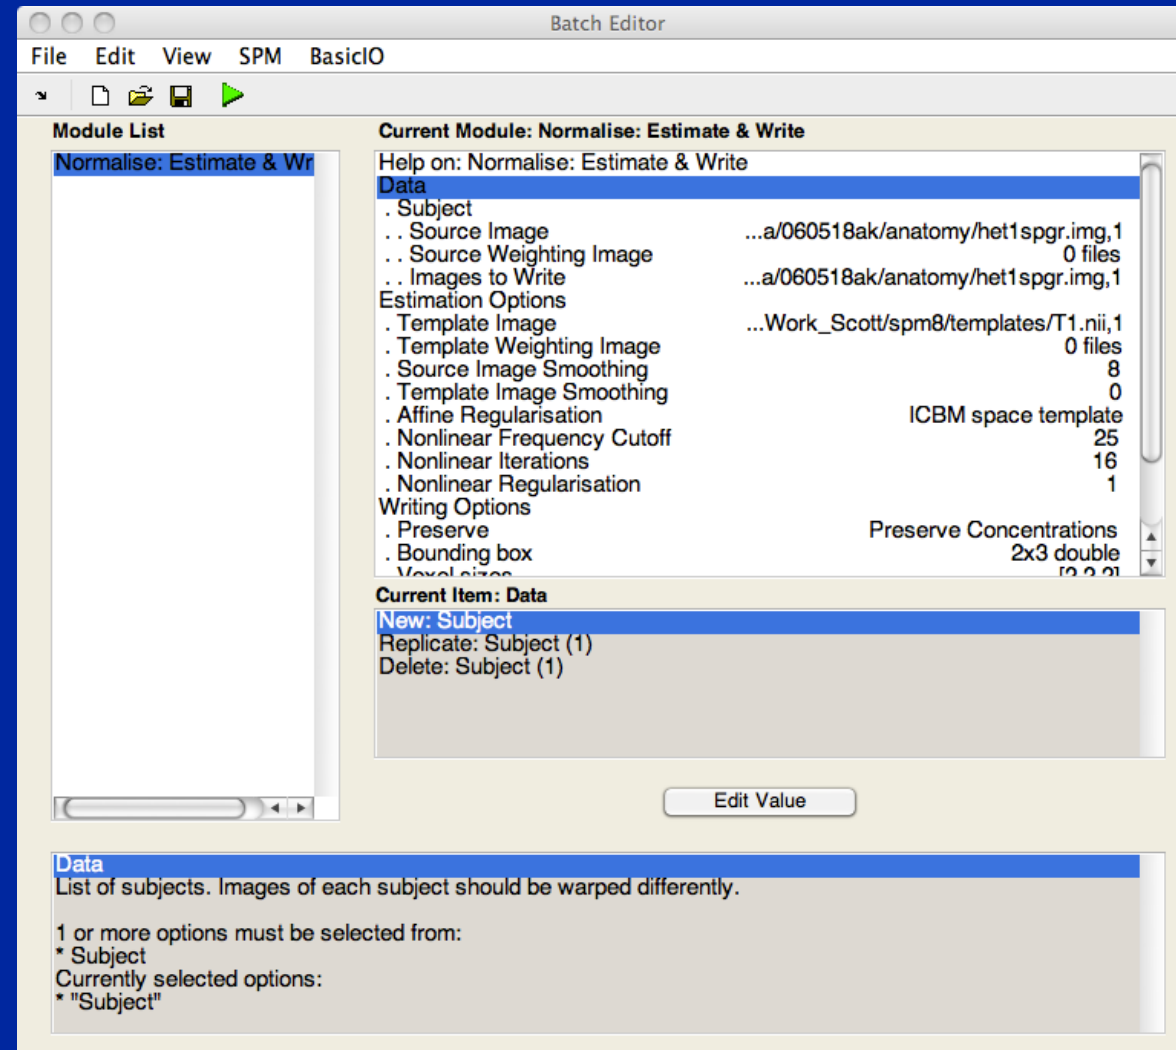 Batch Editor
File Edit View SPM BasicIO
Module List
Normalise: Estimate & Wr
Current Module: Normalise: Estimate & Write
Help on: Normalise: Estimate & Write
Data
. Subject
. . Source Image ...a/060518ak/anatomy/het1spgr.img,1
. . Source Weighting Image 0 files
. . Images to Write ...a/060518ak/anatomy/het1spgr.img,1
Estimation Options
. Template Image ...Work_Scott/spm8/templates/T1.nii,1
. Template Weighting Image 0 files
. Source Image Smoothing 8
. Template Image Smoothing 0
. Affine Regularisation ICBM space template
. Nonlinear Frequency Cutoff 25
. Nonlinear Iterations 16
. Nonlinear Regularisation 1
Writing Options
. Preserve Preserve Concentrations
. Bounding box 2x3 double
. Voxel sizes [2 2 2]
Current Item: Data
New: Subject
Replicate: Subject (1)
Delete: Subject (1)
Edit Value
Data
List of subjects. Images of each subject should be warped differently.
1 or more options must be selected from:
* Subject
Currently selected options:
* "Subject"